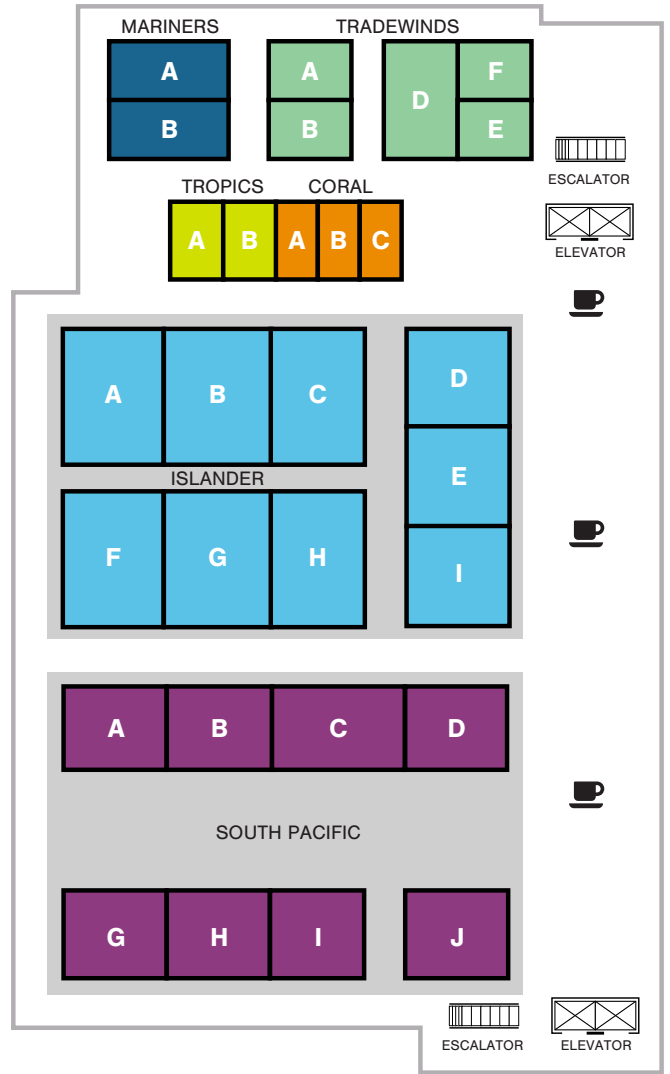 MARINERS
TRADEWINDS
A
B
A
B
D
F
E
ESCALATOR
ELEVATOR
TROPICS
CORAL
A
B
A
B
C
A
B
C
D
ISLANDER
E
F
G
H
I
A
B
C
D
SOUTH PACIFIC
G
H
I
J
ESCALATOR
ELEVATOR